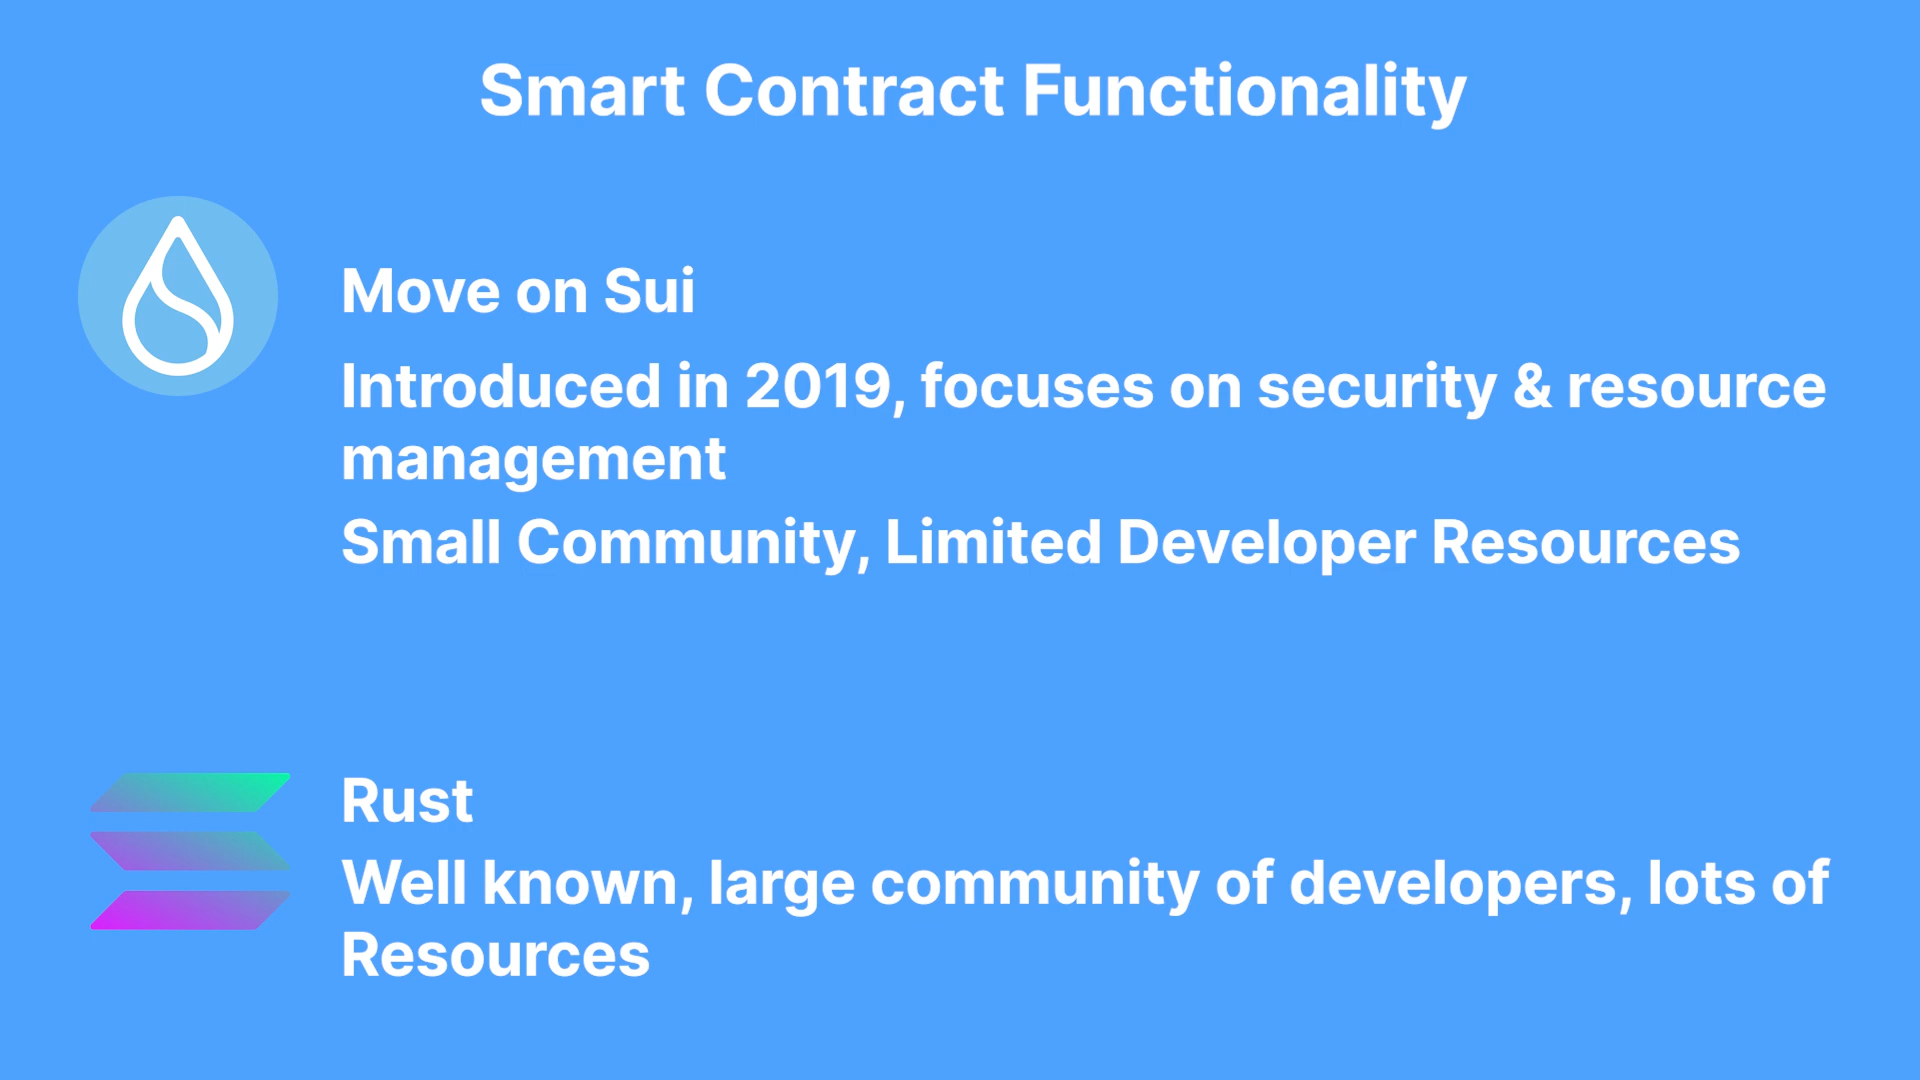 Smart Contract Functionality
Move on Sui
Introduced in 2019, focuses on security & resource
management
Small Community, Limited Developer Resources
Rust
Well known, large community of developers, lots of
Resources